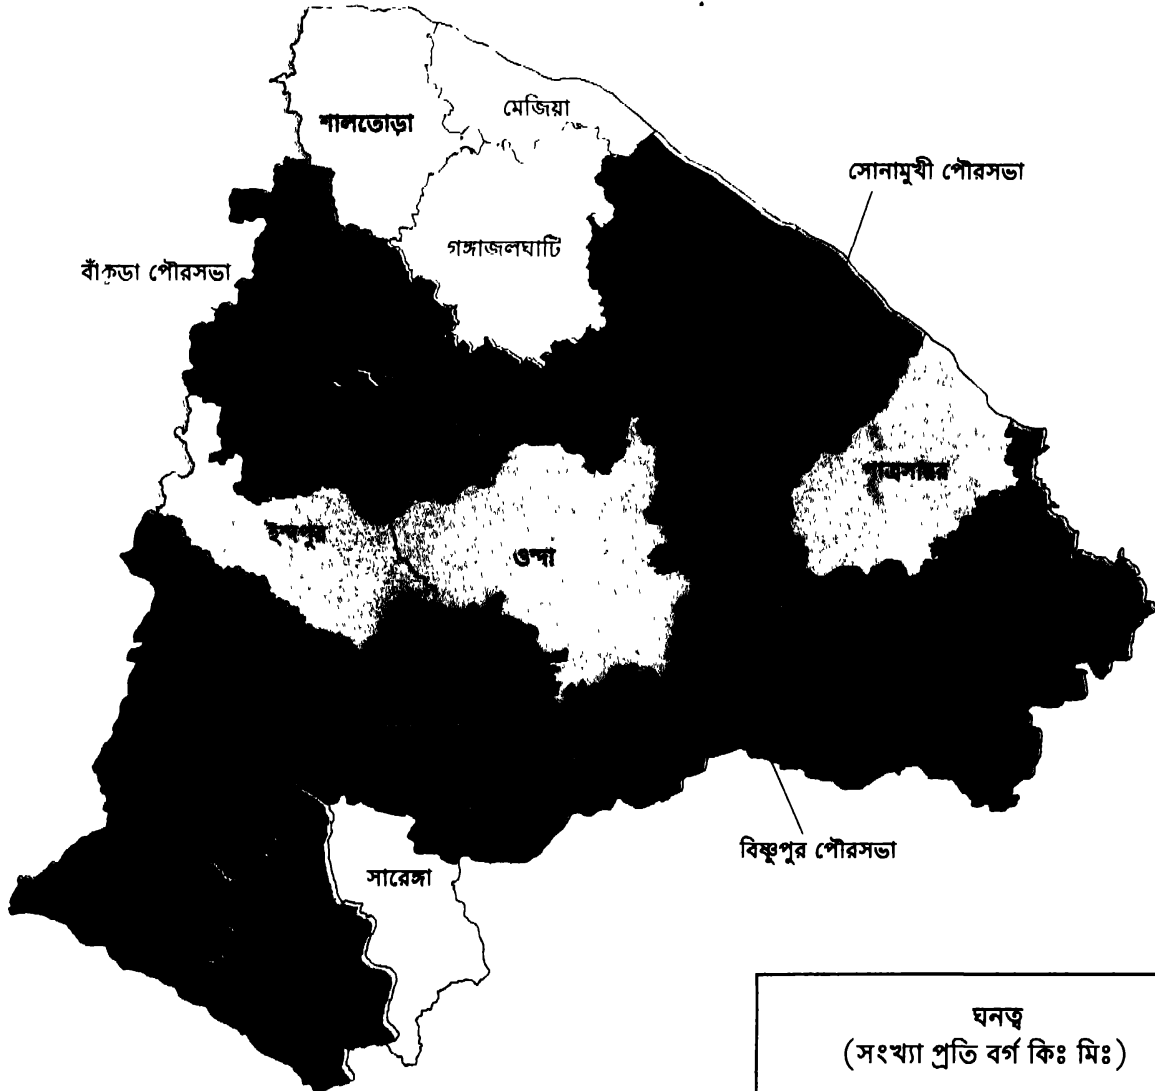 শালতোড়া
মেজিয়া
সোনামুখী পৌরসভা
গঙ্গাজলঘাটি
পৌরসভা
ওন্দা
বিষ্ণুপুর পৌরসভা
সারেঙ্গা
ঘনত্ব
(সংখ্যা প্রতি বর্গ কিঃ মিঃ)